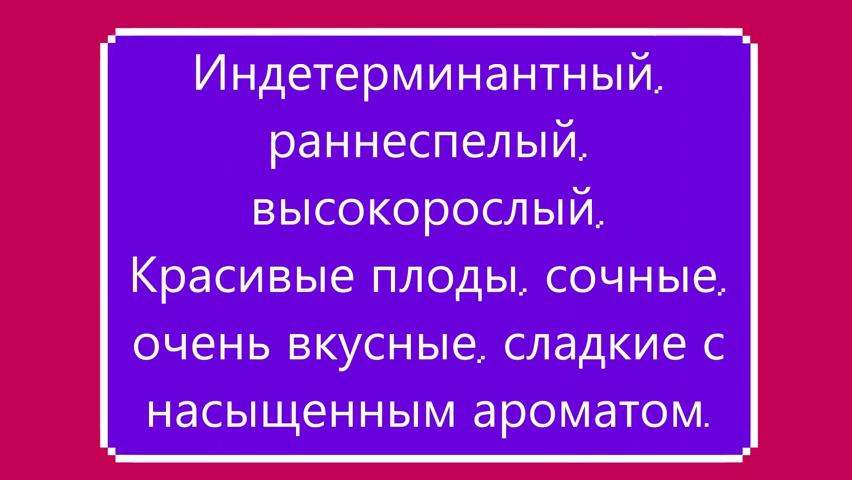 Индетерминантный,
раннеспелый,
высокорослый,
Красивые плоды, сочные,
очень вкусные, сладкие с
насыщенным ароматом.